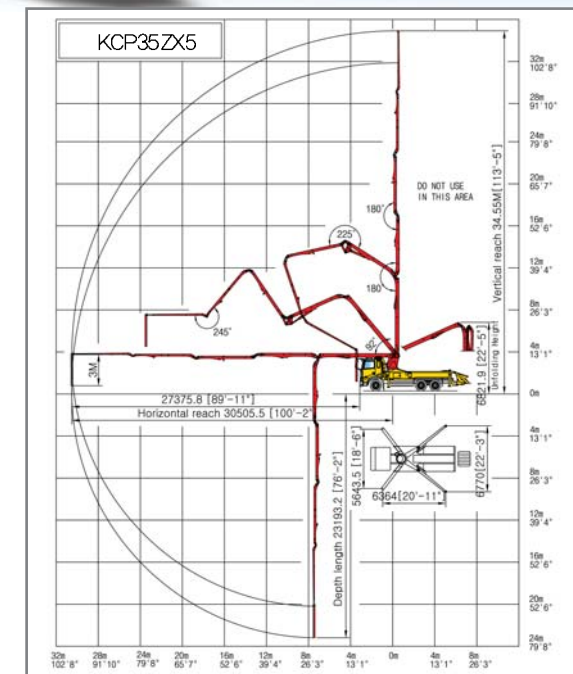 KCP35ZX5
32m
102'8"
28m
91'10"
24m
79'8"
20m
65'7"
16m
52'6"
12m
39'4"
8m
26'3"
4m
13'1"
0m
4m
13'1"
8m
26'3"
12m
39'4"
16m
52'6"
20m
52'6"
24m
79'8"
DO NOT USE
IN THIS AREA
Vertical reach 34.55M[113'-5"]
180°
225°
180°
245°
82°
3M
6821.9 [22'-5"]
Unfolding Height
27375.8 [89'-11"]
Horizontal reach 30505.5 [100'-2"
5643.5 [18'-6"]
6364[20'-11"]
6770[22'-3"]
Depth length 23193.2 [76'-2"]
32m 28m 24m 20m 16m 12m 8m 4m 0m 4m 8m
102'8" 91'10" 79'8" 65'7" 52'6" 39'4" 26'3" 13'1" 13'1" 26'3"